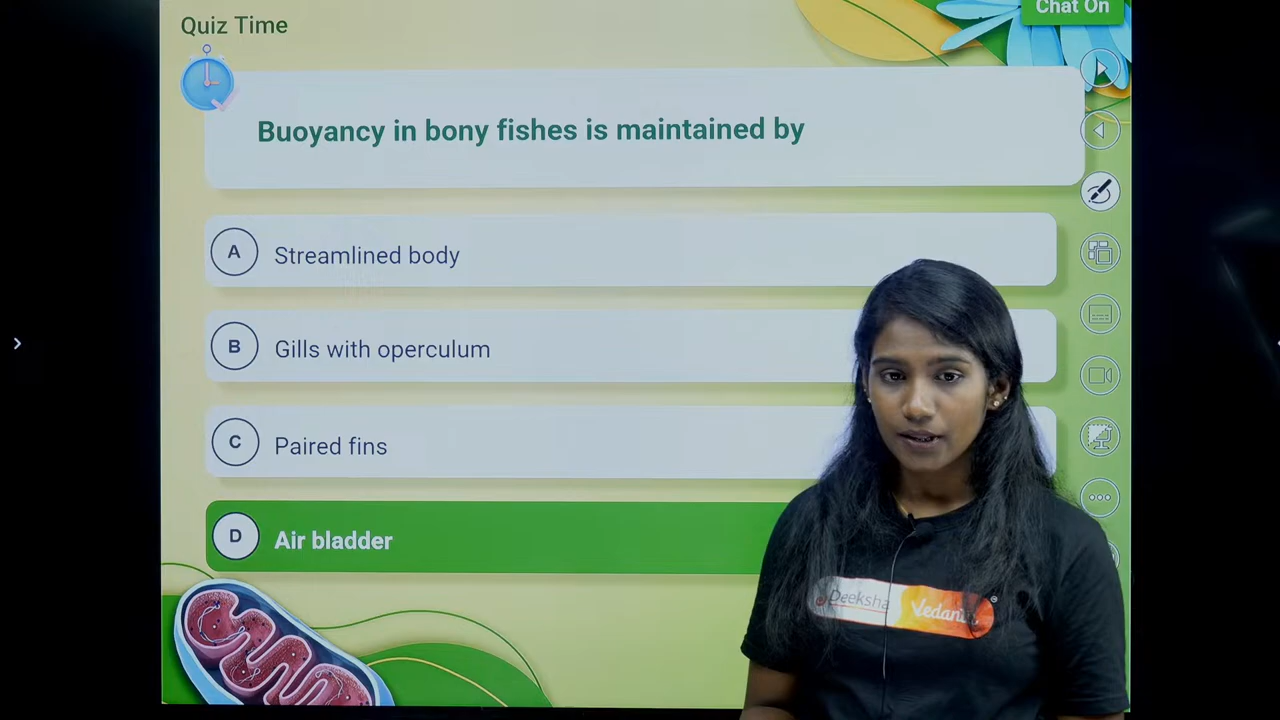 Quiz Time
Chat On
Buoyancy in bony fishes is maintained by
A Streamlined body
B Gills with operculum
C Paired fins
D Air bladder
Deeksha
Vedantu